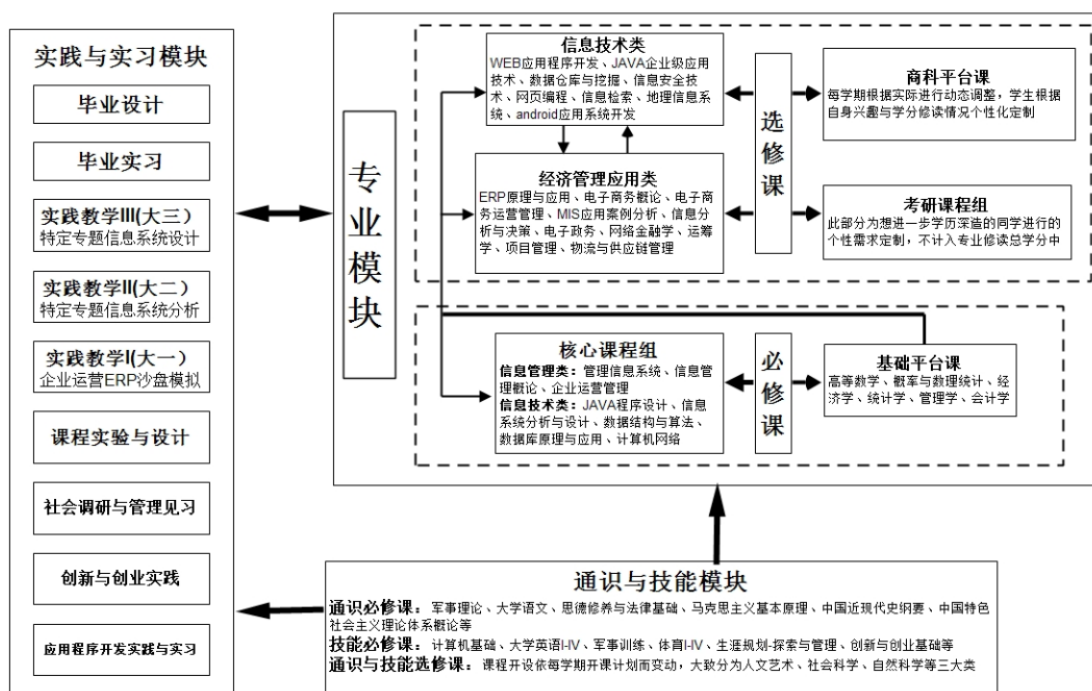 实践与实习模块
毕业设计
毕业实习
实践教学III(大三）
特定专题信息系统设计
实践教学II(大二）
特定专题信息系统分析
实践教学I(大一）
企业运营ERP沙盘模拟
课程实验与设计
社会调研与管理见习
创新与创业实践
应用程序开发实践与实习
专业模块
信息技术类
WEB应用程序开发、JAVA企业级应用
技术、数据仓库与挖掘、信息安全技
术、网页编程、信息检索、地理信息系
统、android应用系统开发
经济管理应用类
ERP原理与应用、电子商务概论、电子商
务运营管理、MIS应用案例分析、信息分
析与决策、电子政务、网络金融学、运筹
学、项目管理、物流与供应链管理
选修课
商科平台课
每学期根据实际进行动态调整，学生根据
自身兴趣与学分修读情况个性化定制
考研课程组
此部分为想进一步学历深造的同学进行的
个性需求定制，不计入专业修读总学分中
核心课程组
信息管理类：管理信息系统、信息管
理概论、企业运营管理
信息技术类：JAVA程序设计、信息
系统分析与设计、数据结构与算法、
数据库原理与应用、计算机网络
必修课
基础平台课
高等数学、概率与数理统计、经
济学、统计学、管理学、会计学
通识与技能模块
通识必修课：军事理论、大学语文、思德修养与法律基础、马克思主义基本原理、中国近现代史纲要、中国特色
社会主义理论体系概论等
技能必修课：计算机基础、大学英语I-IV、军事训练、体育I-IV、生涯规划-探索与管理、创新与创业基础等
通识与技能选修课：课程开设依每学期开课计划而变动，大致分为人文艺术、社会科学、自然科学等三大类